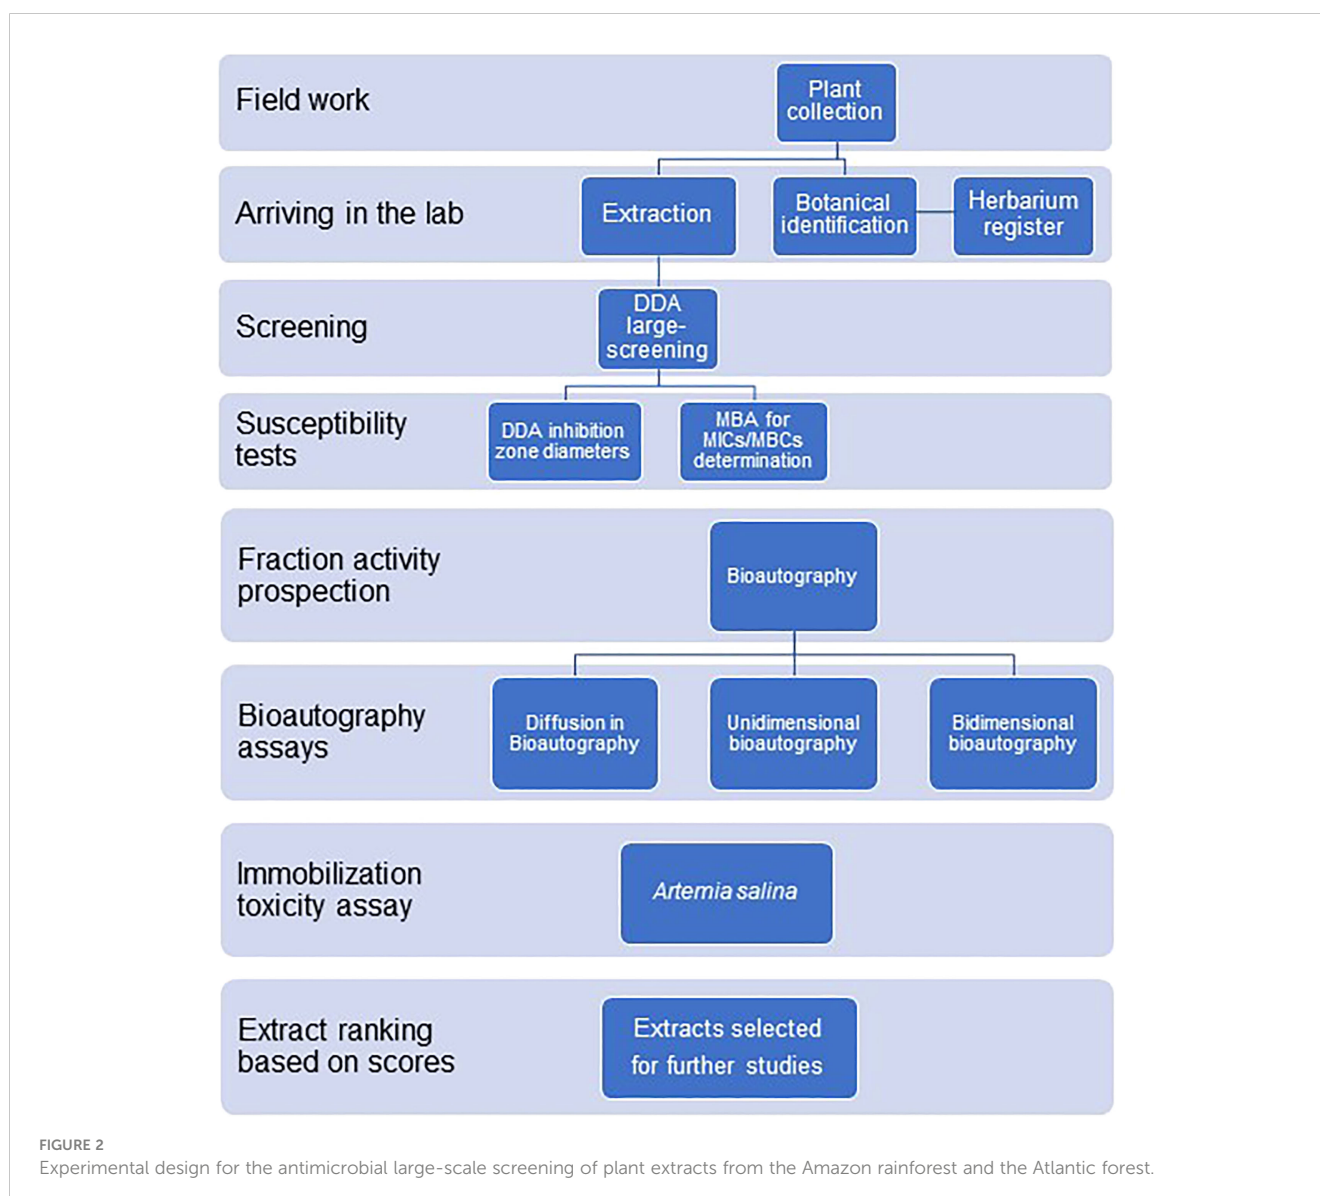 Field work
Plant
collection
Arriving in the lab
Extraction
Botanical
identification
Herbarium
register
Screening
DDA
large-
screening
Susceptibility
tests
DDA inhibition
zone diameters
MBA for
MICs/MBCs
determination
Fraction activity
prospection
Bioautography
Bioautography
assays
Diffusion in
Bioautography
Unidimensional
bioautography
Bidimensional
bioautography
Immobilization
toxicity assay
Artemia salina
Extract ranking
based on scores
Extracts selected
for further studies
FIGURE 2
Experimental design for the antimicrobial large-scale screening of plant extracts from the Amazon rainforest and the Atlantic forest.